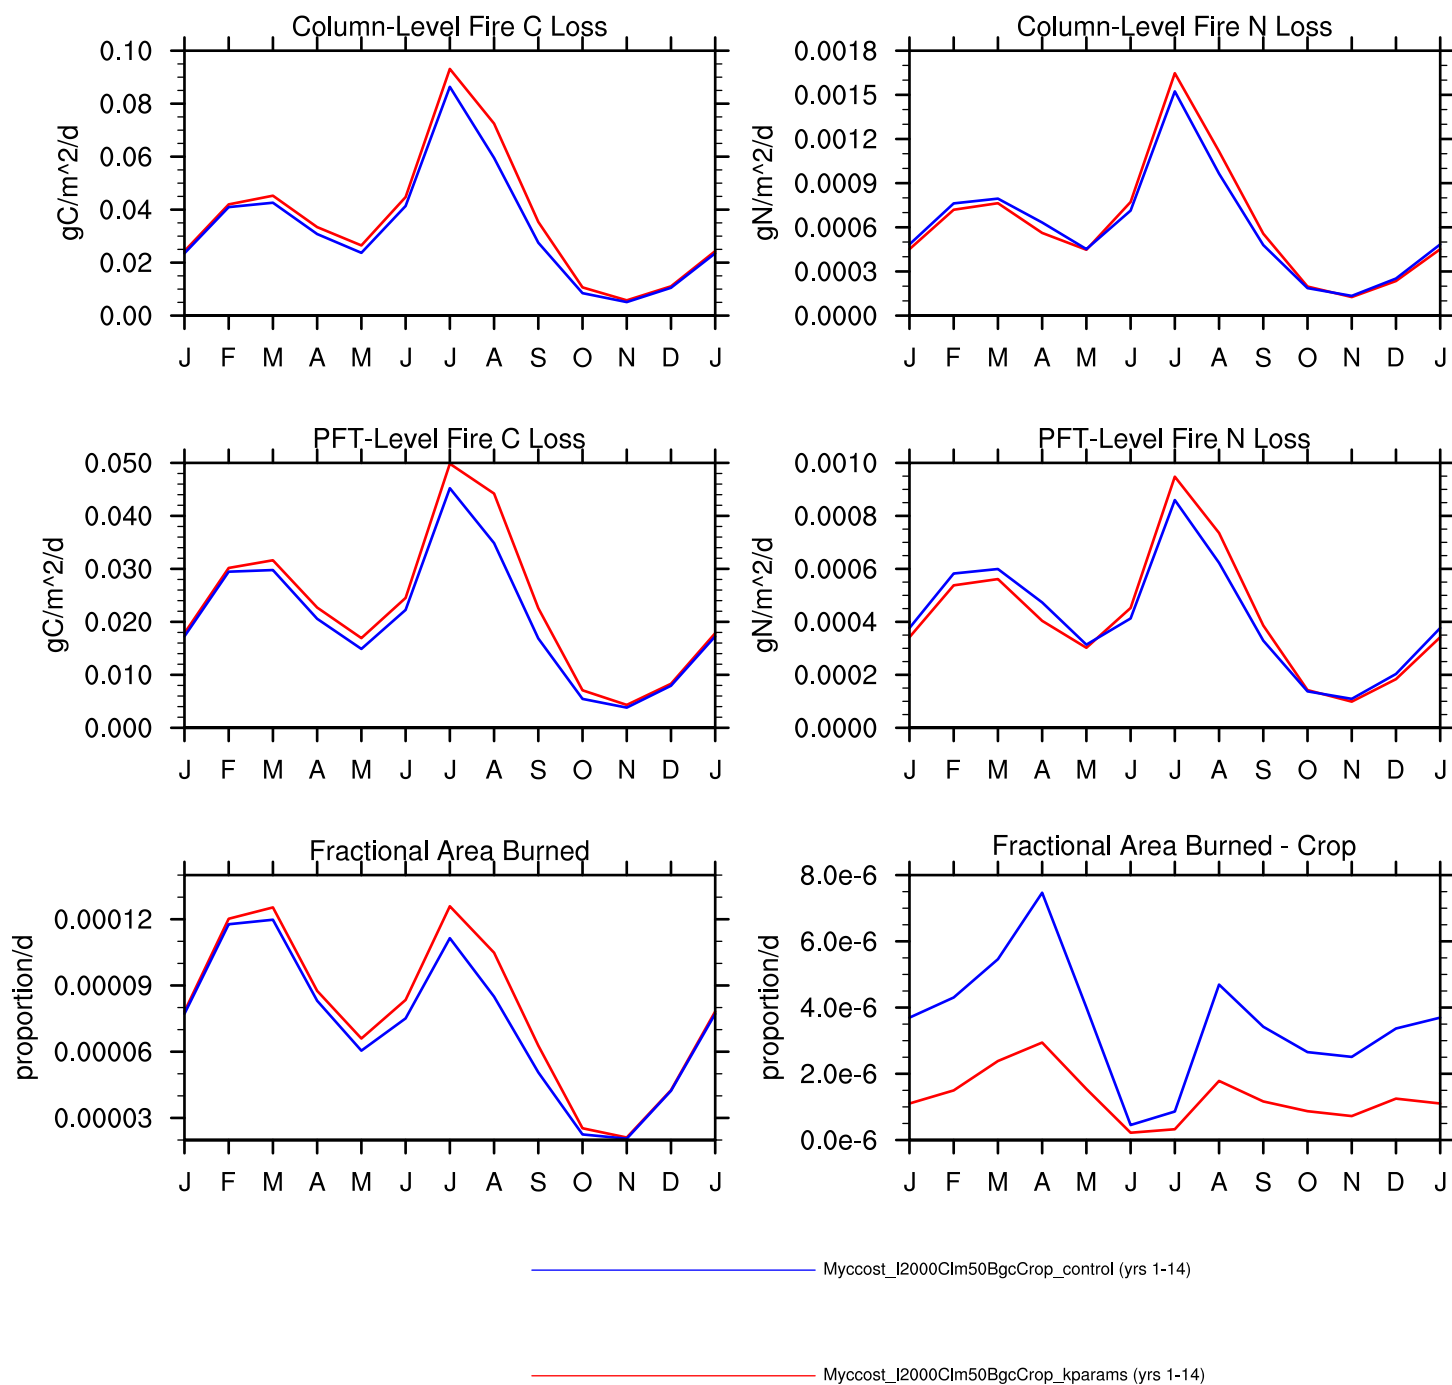 Column-Level Fire C Loss
gC/m^2/d
0.10
0.08
0.06
0.04
0.02
0.00
J F M A M J J A S O N D J
Column-Level Fire N Loss
gN/m^2/d
0.0018
0.0015
0.0012
0.0009
0.0006
0.0003
0.0000
J F M A M J J A S O N D J
PFT-Level Fire C Loss
gC/m^2/d
0.050
0.040
0.030
0.020
0.010
0.000
J F M A M J J A S O N D J
PFT-Level Fire N Loss
gN/m^2/d
0.0010
0.0008
0.0006
0.0004
0.0002
0.0000
J F M A M J J A S O N D J
Fractional Area Burned
proportion/d
0.00012
0.00009
0.00006
0.00003
J F M A M J J A S O N D J
Fractional Area Burned - Crop
proportion/d
8.0e-6
6.0e-6
4.0e-6
2.0e-6
0.0e-6
J F M A M J J A S O N D J
Myccost_I2000Clm50BgcCrop_control (yrs 1-14)
Myccost_I2000Clm50BgcCrop_kparams (yrs 1-14)